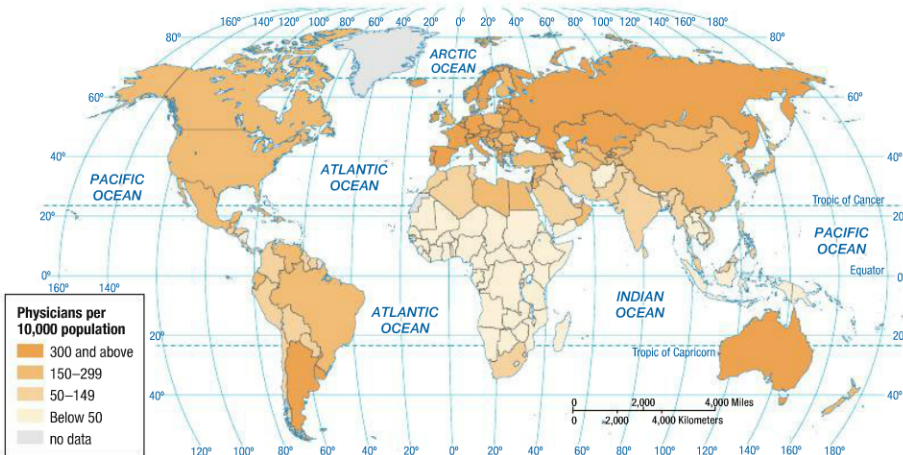 160° 140° 120° 100° 80° 60° 40° 20° 0° 20° 40° 60° 80° 100° 120° 140° 160°
80° 80°
ARCTIC
OCEAN
60° 60°
40° 40°
ATLANTIC
OCEAN
PACIFIC
OCEAN
Tropic of Cancer
20° 20°
PACIFIC
OCEAN
Equator
0° 0°
160° 140° 160° 180°
INDIAN
OCEAN
ATLANTIC
OCEAN
20° 20°
Tropic of Capricorn
40° 40°
Physicians per
10,000 population
300 and above
150–299
50–149
Below 50
no data
0 2,000 4,000 Miles
0 2,000 4,000 Kilometers
120° 100° 80° 60° 40° 20° 0° 20° 40° 60° 80° 100° 120° 140° 160° 180°